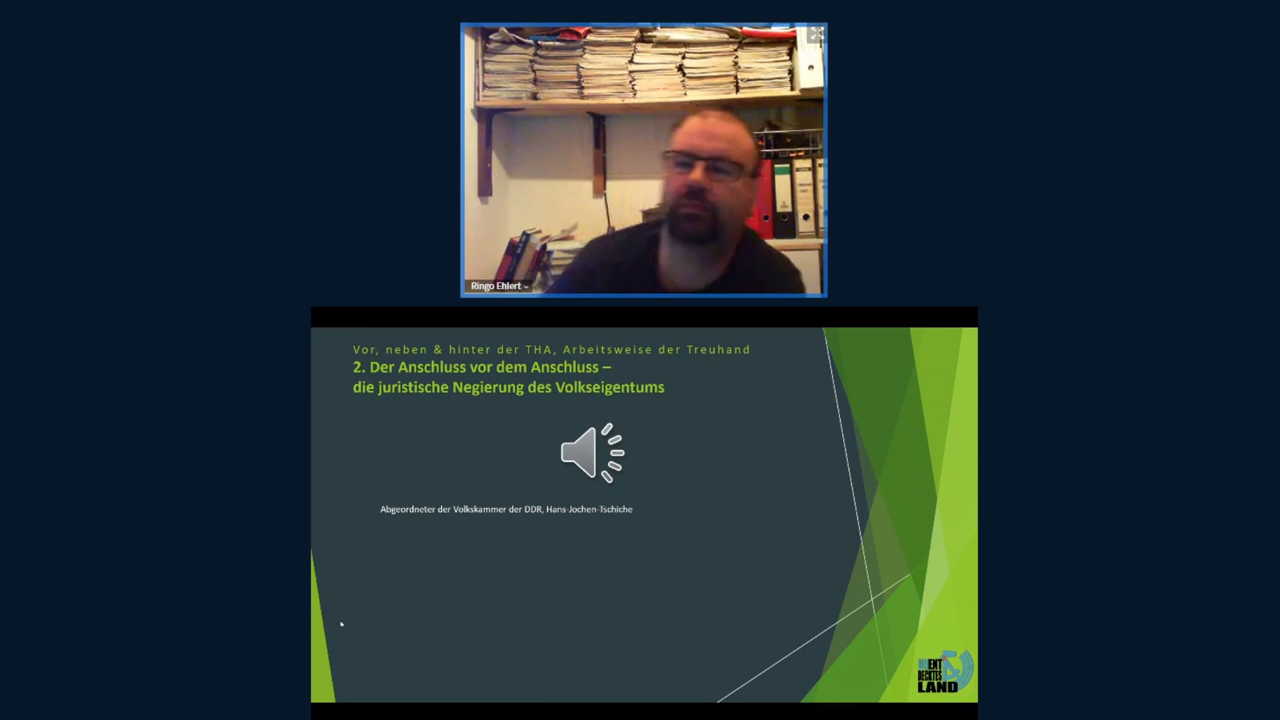 Ringo Ehlert
Vor, neben & hinter der THA, Arbeitsweise der Treuhand
2. Der Anschluss vor dem Anschluss –
die juristische Negierung des Volkseigentums
Abgeordneter der Volkskammer der DDR, Hans-Jochen-Tschiche
UNENT
DECKTES
LAND